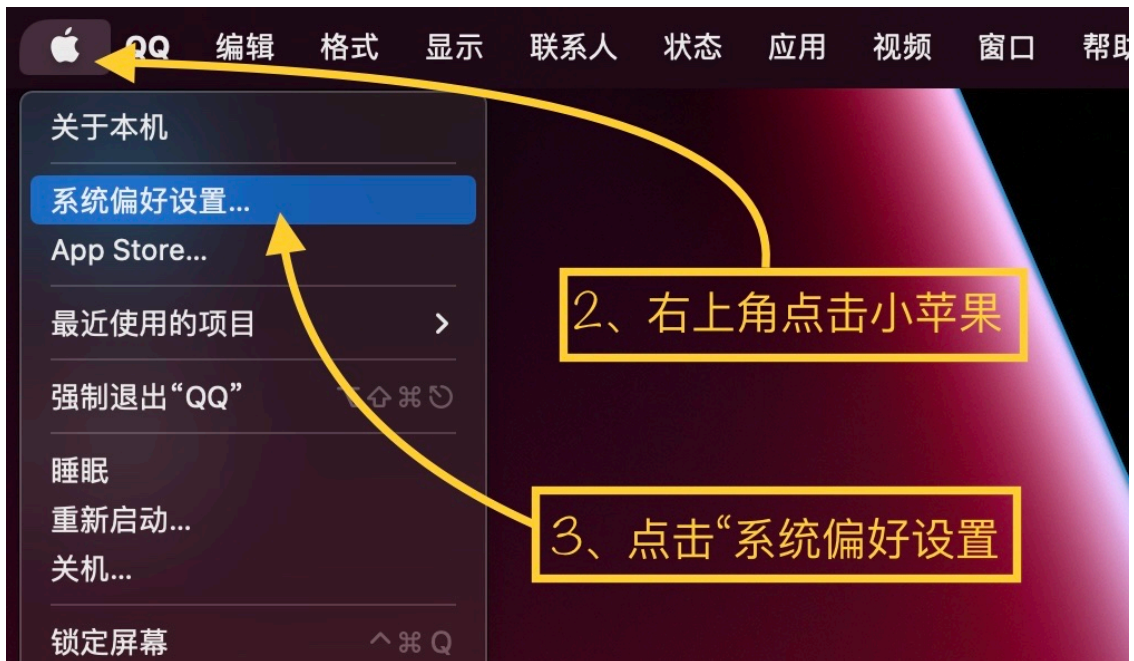 QQ 编辑 格式 显示 联系人 状态 应用 视频 窗口 帮助
关于本机
系统偏好设置...
App Store...
最近使用的项目
2、右上角点击小苹果
强制退出“QQ” ⌥⇧⌘⎋
睡眠
重新启动...
3、点击“系统偏好设置
关机...
锁定屏幕 ^⌘Q